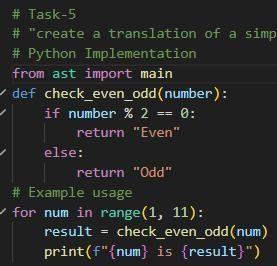 # Task-5
# "create a translation of a
# Python Implementation
from ast import main
def check_even_odd(number):
    if number % 2 == 0:
        return "Even"
    else:
        return "Odd"
# Example usage
for num in range(1, 11):
    result = check_even_odd(num)
    print(f"{num} is {result}")